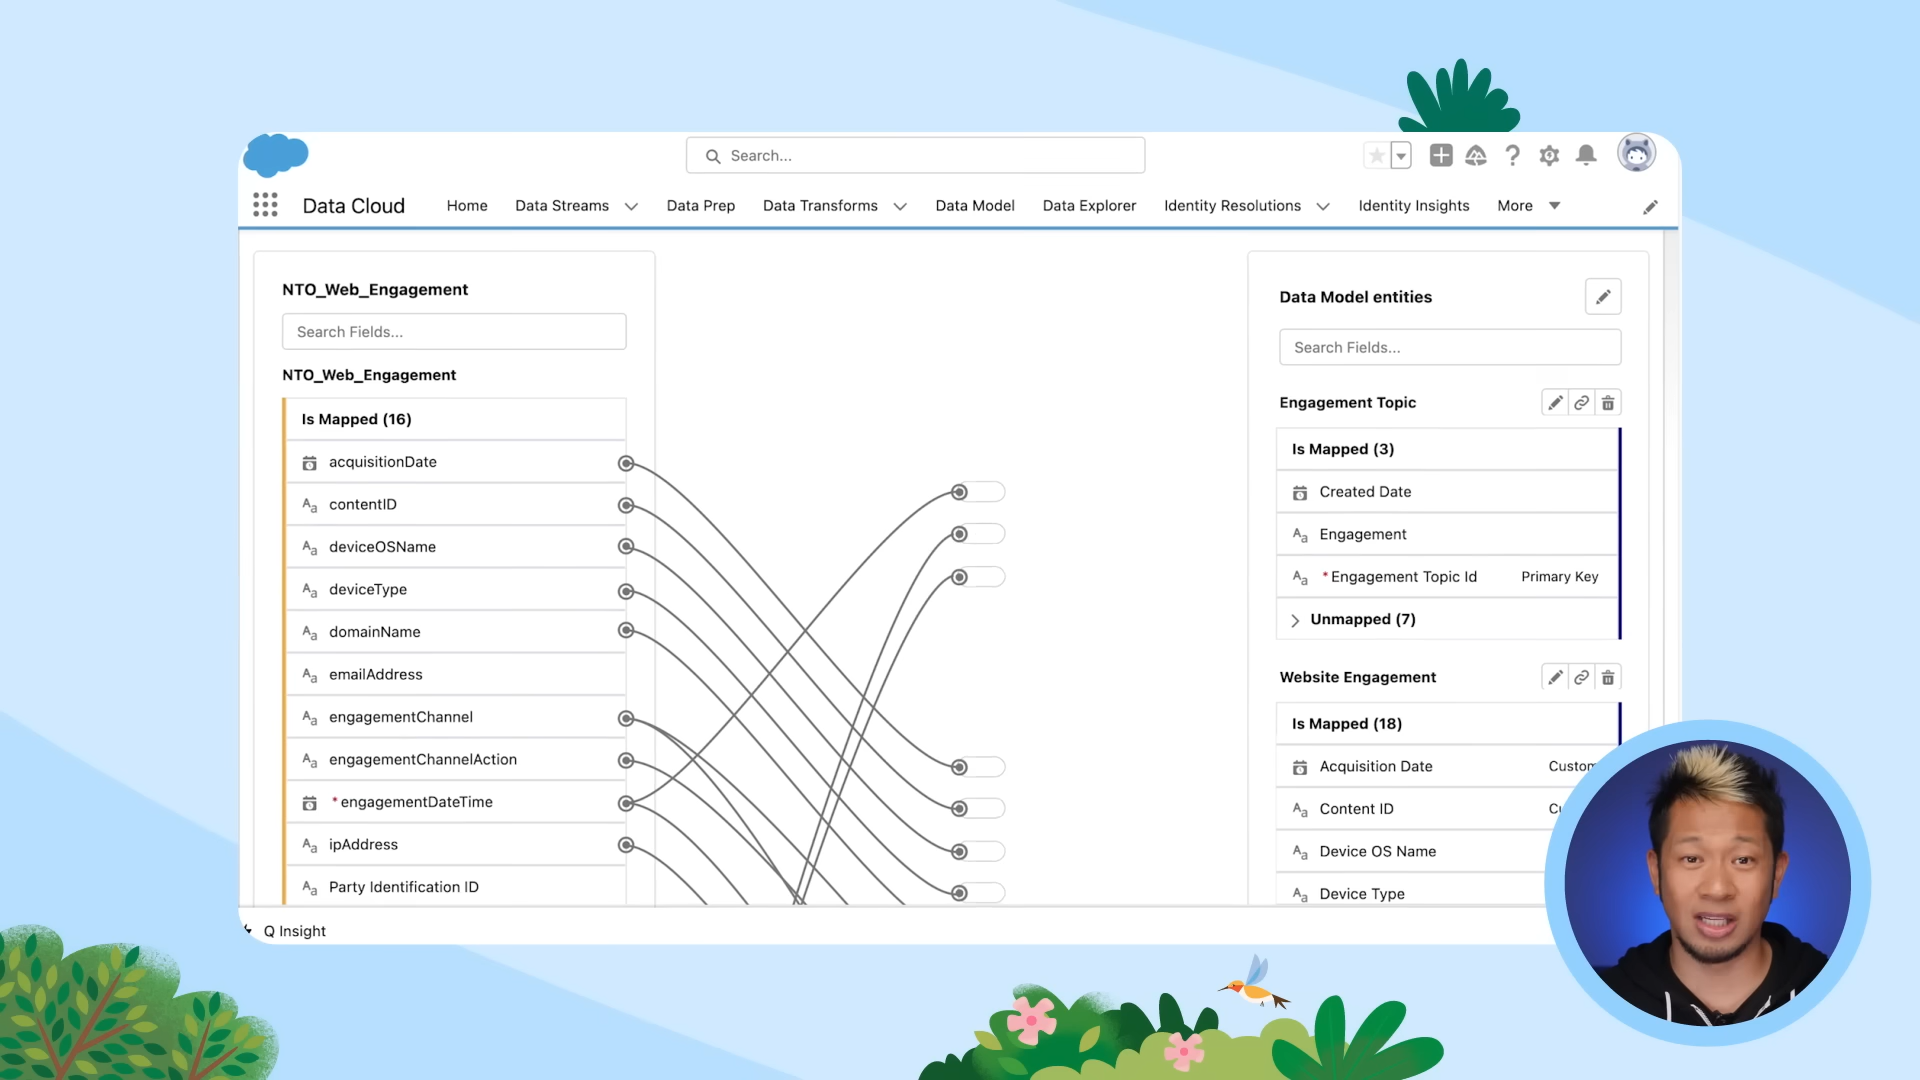 Search...
Data Cloud
Home
Data Streams
Data Prep
Data Transforms
Data Model
Data Explorer
Identity Resolutions
Identity Insights
More
NTO_Web_Engagement
Search Fields...
NTO_Web_Engagement
Is Mapped (16)
acquisitionDate
contentID
deviceOSName
deviceType
domainName
emailAddress
engagementChannel
engagementChannelAction
* engagementDateTime
ipAddress
Party Identification ID
Data Model entities
Search Fields...
Engagement Topic
Is Mapped (3)
Created Date
Engagement
* Engagement Topic Id Primary Key
Unmapped (7)
Website Engagement
Is Mapped (18)
Acquisition Date
Content ID
Device OS Name
Device Type
Q Insight